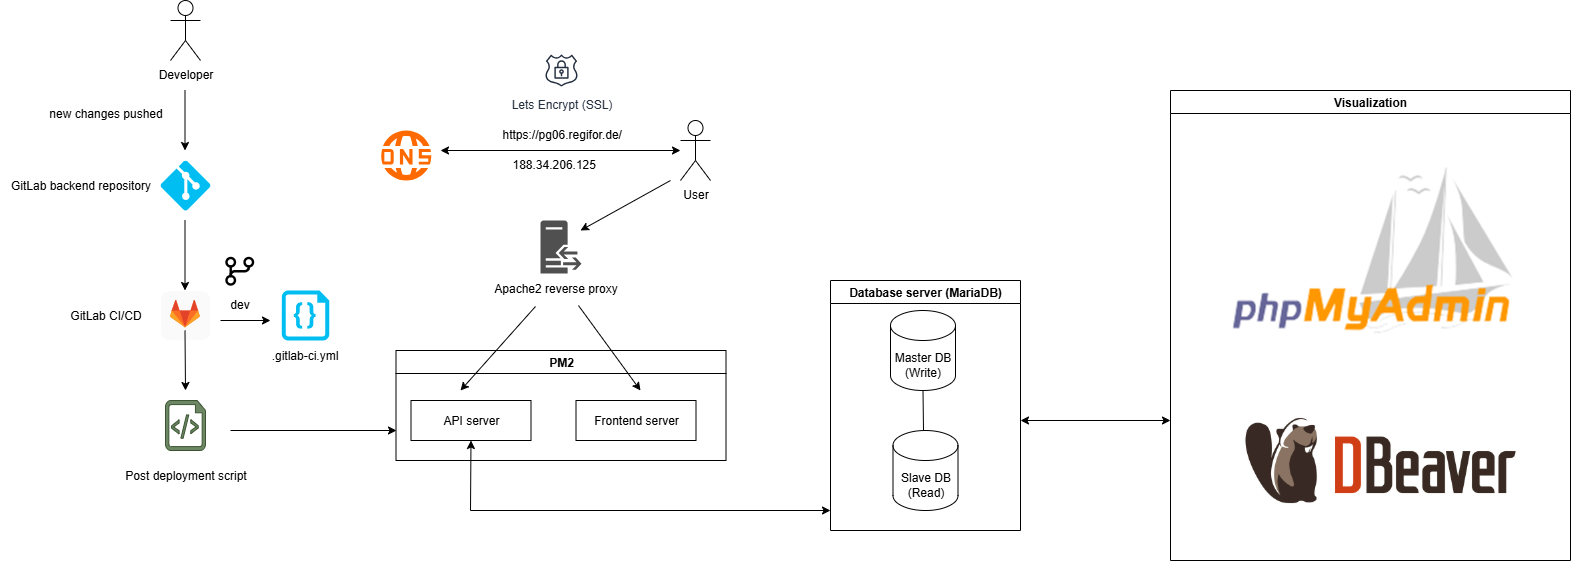 Developer
new changes pushed
GitLab backend repository
GitLab CI/CD
dev
.gitlab-ci.yml
Post deployment script
Lets Encrypt (SSL)
DNS
https://pg06.regifor.de/
188.34.206.125
User
Apache2 reverse proxy
PM2
API server
Frontend server
Database server (MariaDB)
Master DB
(Write)
Slave DB
(Read)
Visualization
phpMyAdmin
DBeaver